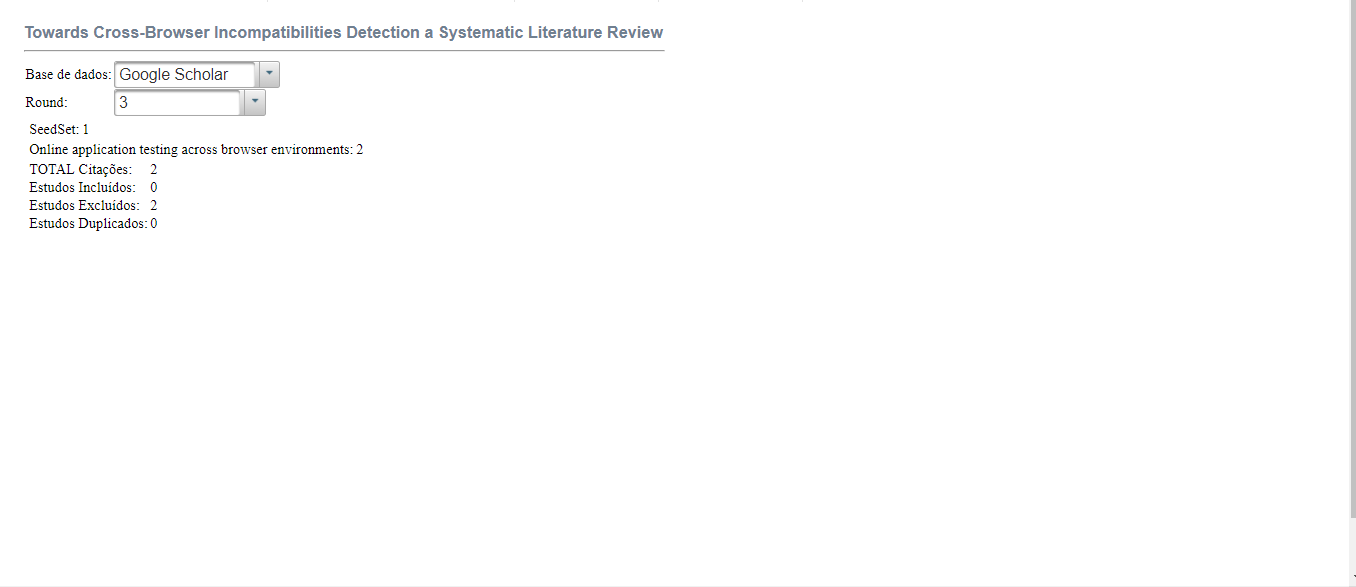 Towards Cross-Browser Incompatibilities Detection a Systematic Literature Review
Base de dados: Google Scholar
Round: 3
SeedSet: 1
Online application testing across browser environments: 2
TOTAL Citações: 2
Estudos Incluídos: 0
Estudos Excluídos: 2
Estudos Duplicados: 0